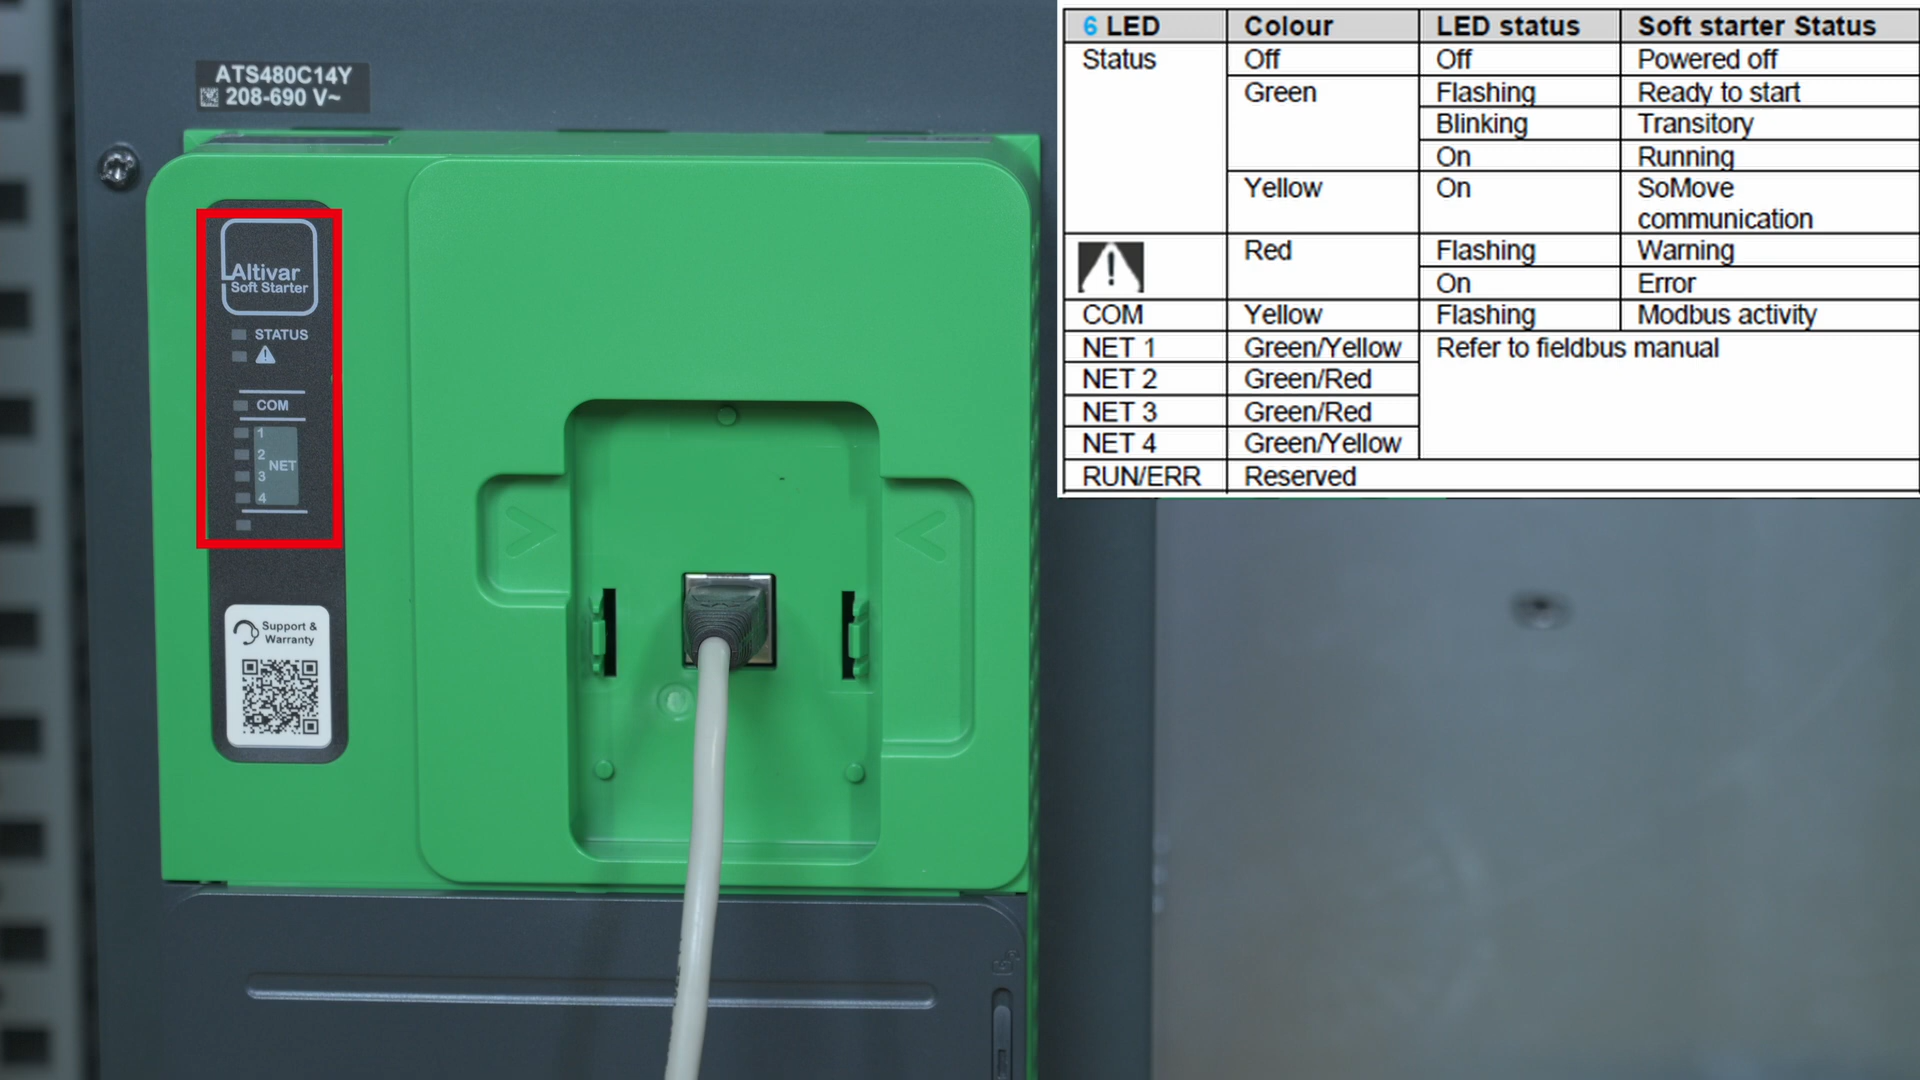 ATS480C14Y
208-690 V~
Altivar
Soft Starter
STATUS
COM
1
2
NET
3
4
Support &
Warranty
6 LED Colour LED status Soft starter Status
Status Off Off Powered off
Green Flashing Ready to start
Blinking Transitory
On Running
Yellow On SoMove
communication
Red Flashing Warning
On Error
COM Yellow Flashing Modbus activity
NET 1 Green/Yellow Refer to fieldbus manual
NET 2 Green/Red
NET 3 Green/Red
NET 4 Green/Yellow
RUN/ERR Reserved